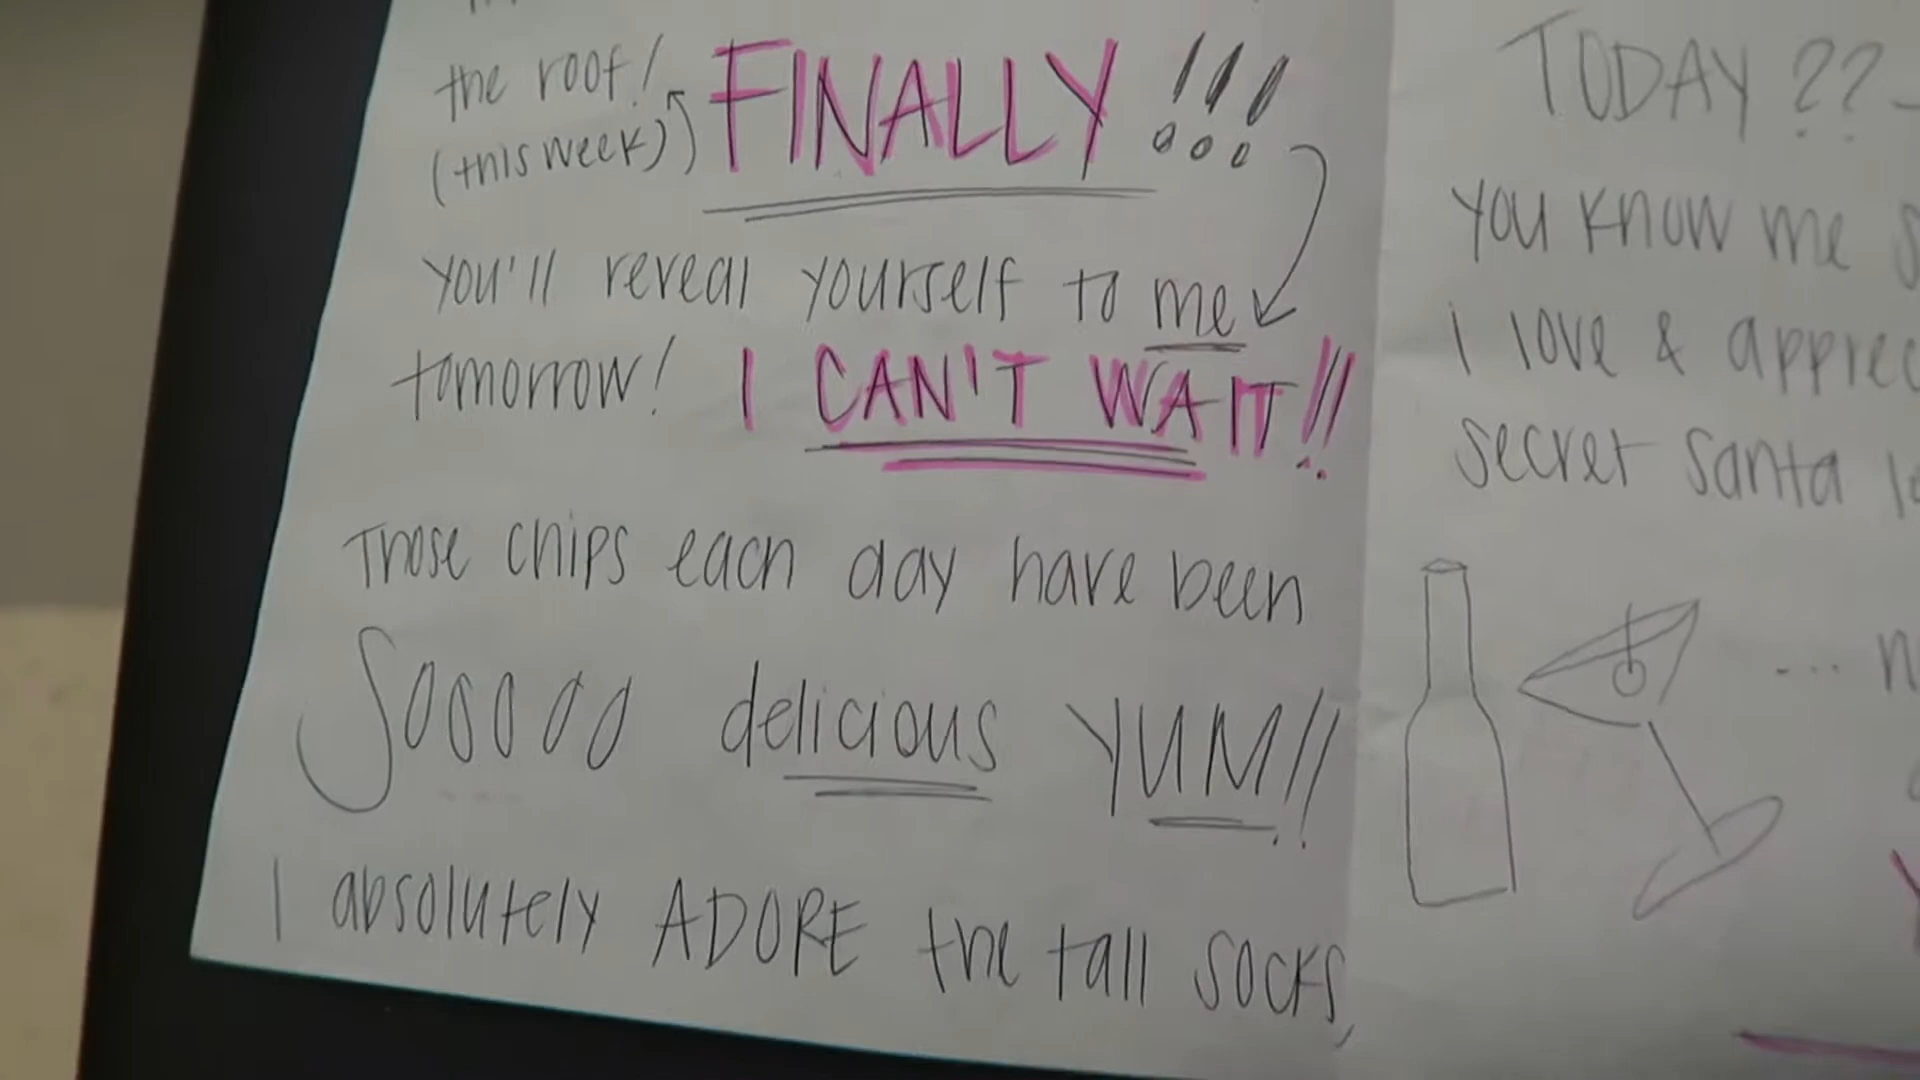 the roof! FINALLY!!!
(this week)
you'll reveal yourself to me
tomorrow! I CAN'T WAIT!!
Those chips each day have been
Sooooo delicious YUM!!
I absolutely ADORE the tall socks,
TODAY ??
you know me
I love &
secret santa
...